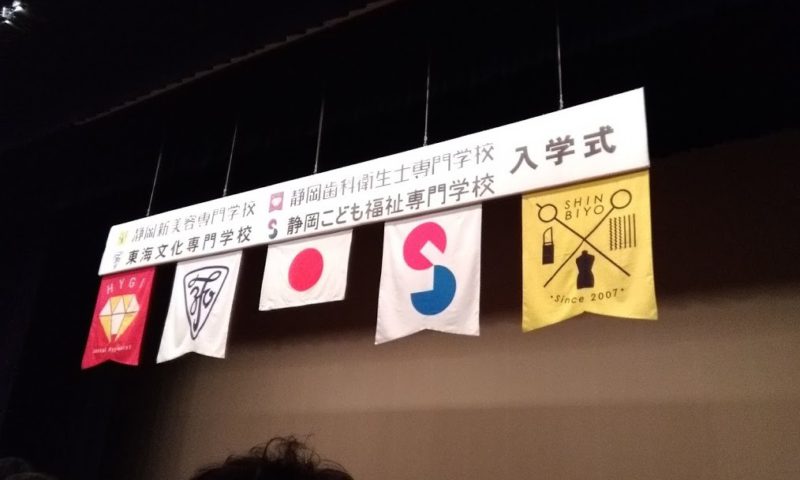 静岡新美容専門学校
静岡歯科衛生士専門学校
東海文化専門学校
静岡こども福祉専門学校
入学式
HYGI
S
SHIN
BIYO
Since 2007